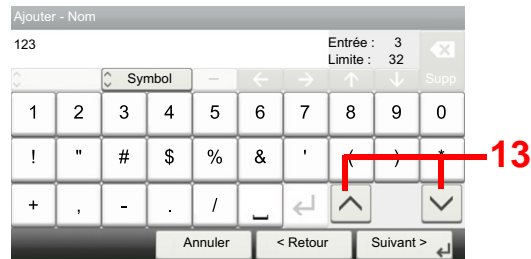 Ajouter - Nom
123 Entrée : 3
Limite : 32
Symbol - ← → ↑ ↓ Supp
1 2 3 4 5 6 7 8 9 0
! " # $ % & ' ( ) * 13
+ , - . / _
Annuler < Retour Suivant >